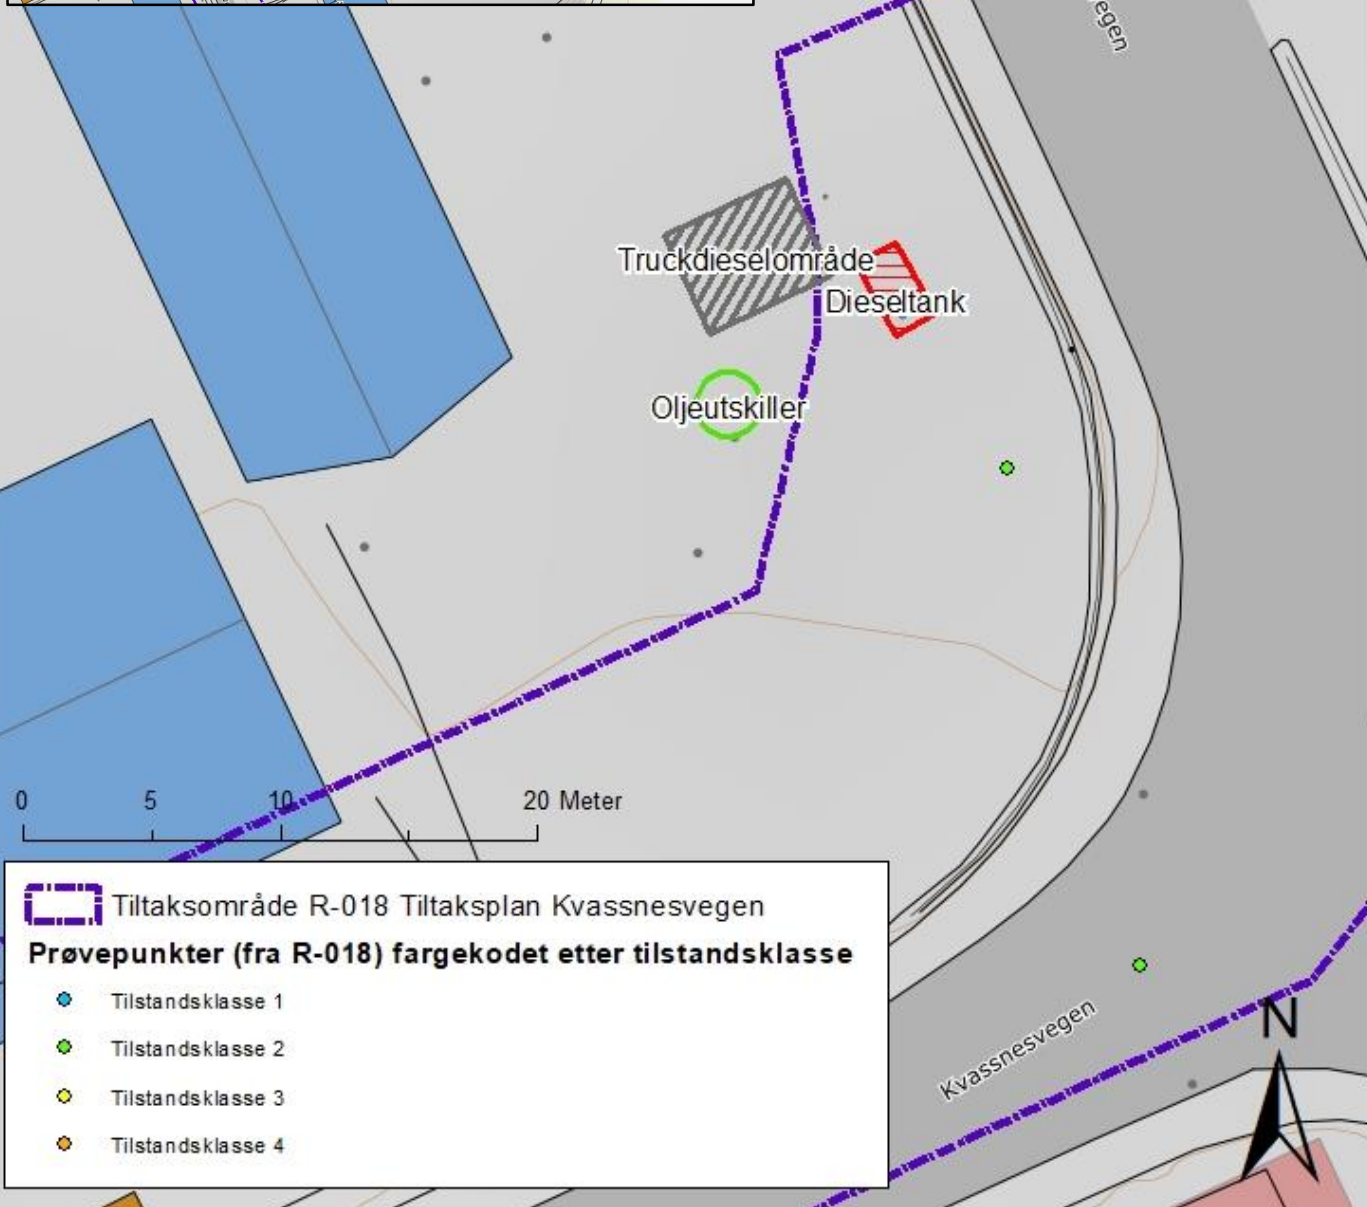 egen
Truckdieselområde
Dieseltank
Oljeutskiller
0 5 10 20 Meter
Tiltaksområde R-018 Tiltaksplan Kvassnesvegen
Prøvepunkter (fra R-018) fargekodet etter tilstandsklasse
Tilstandsklasse 1
Tilstandsklasse 2
Tilstandsklasse 3
Tilstandsklasse 4
Kvassnesvegen
N